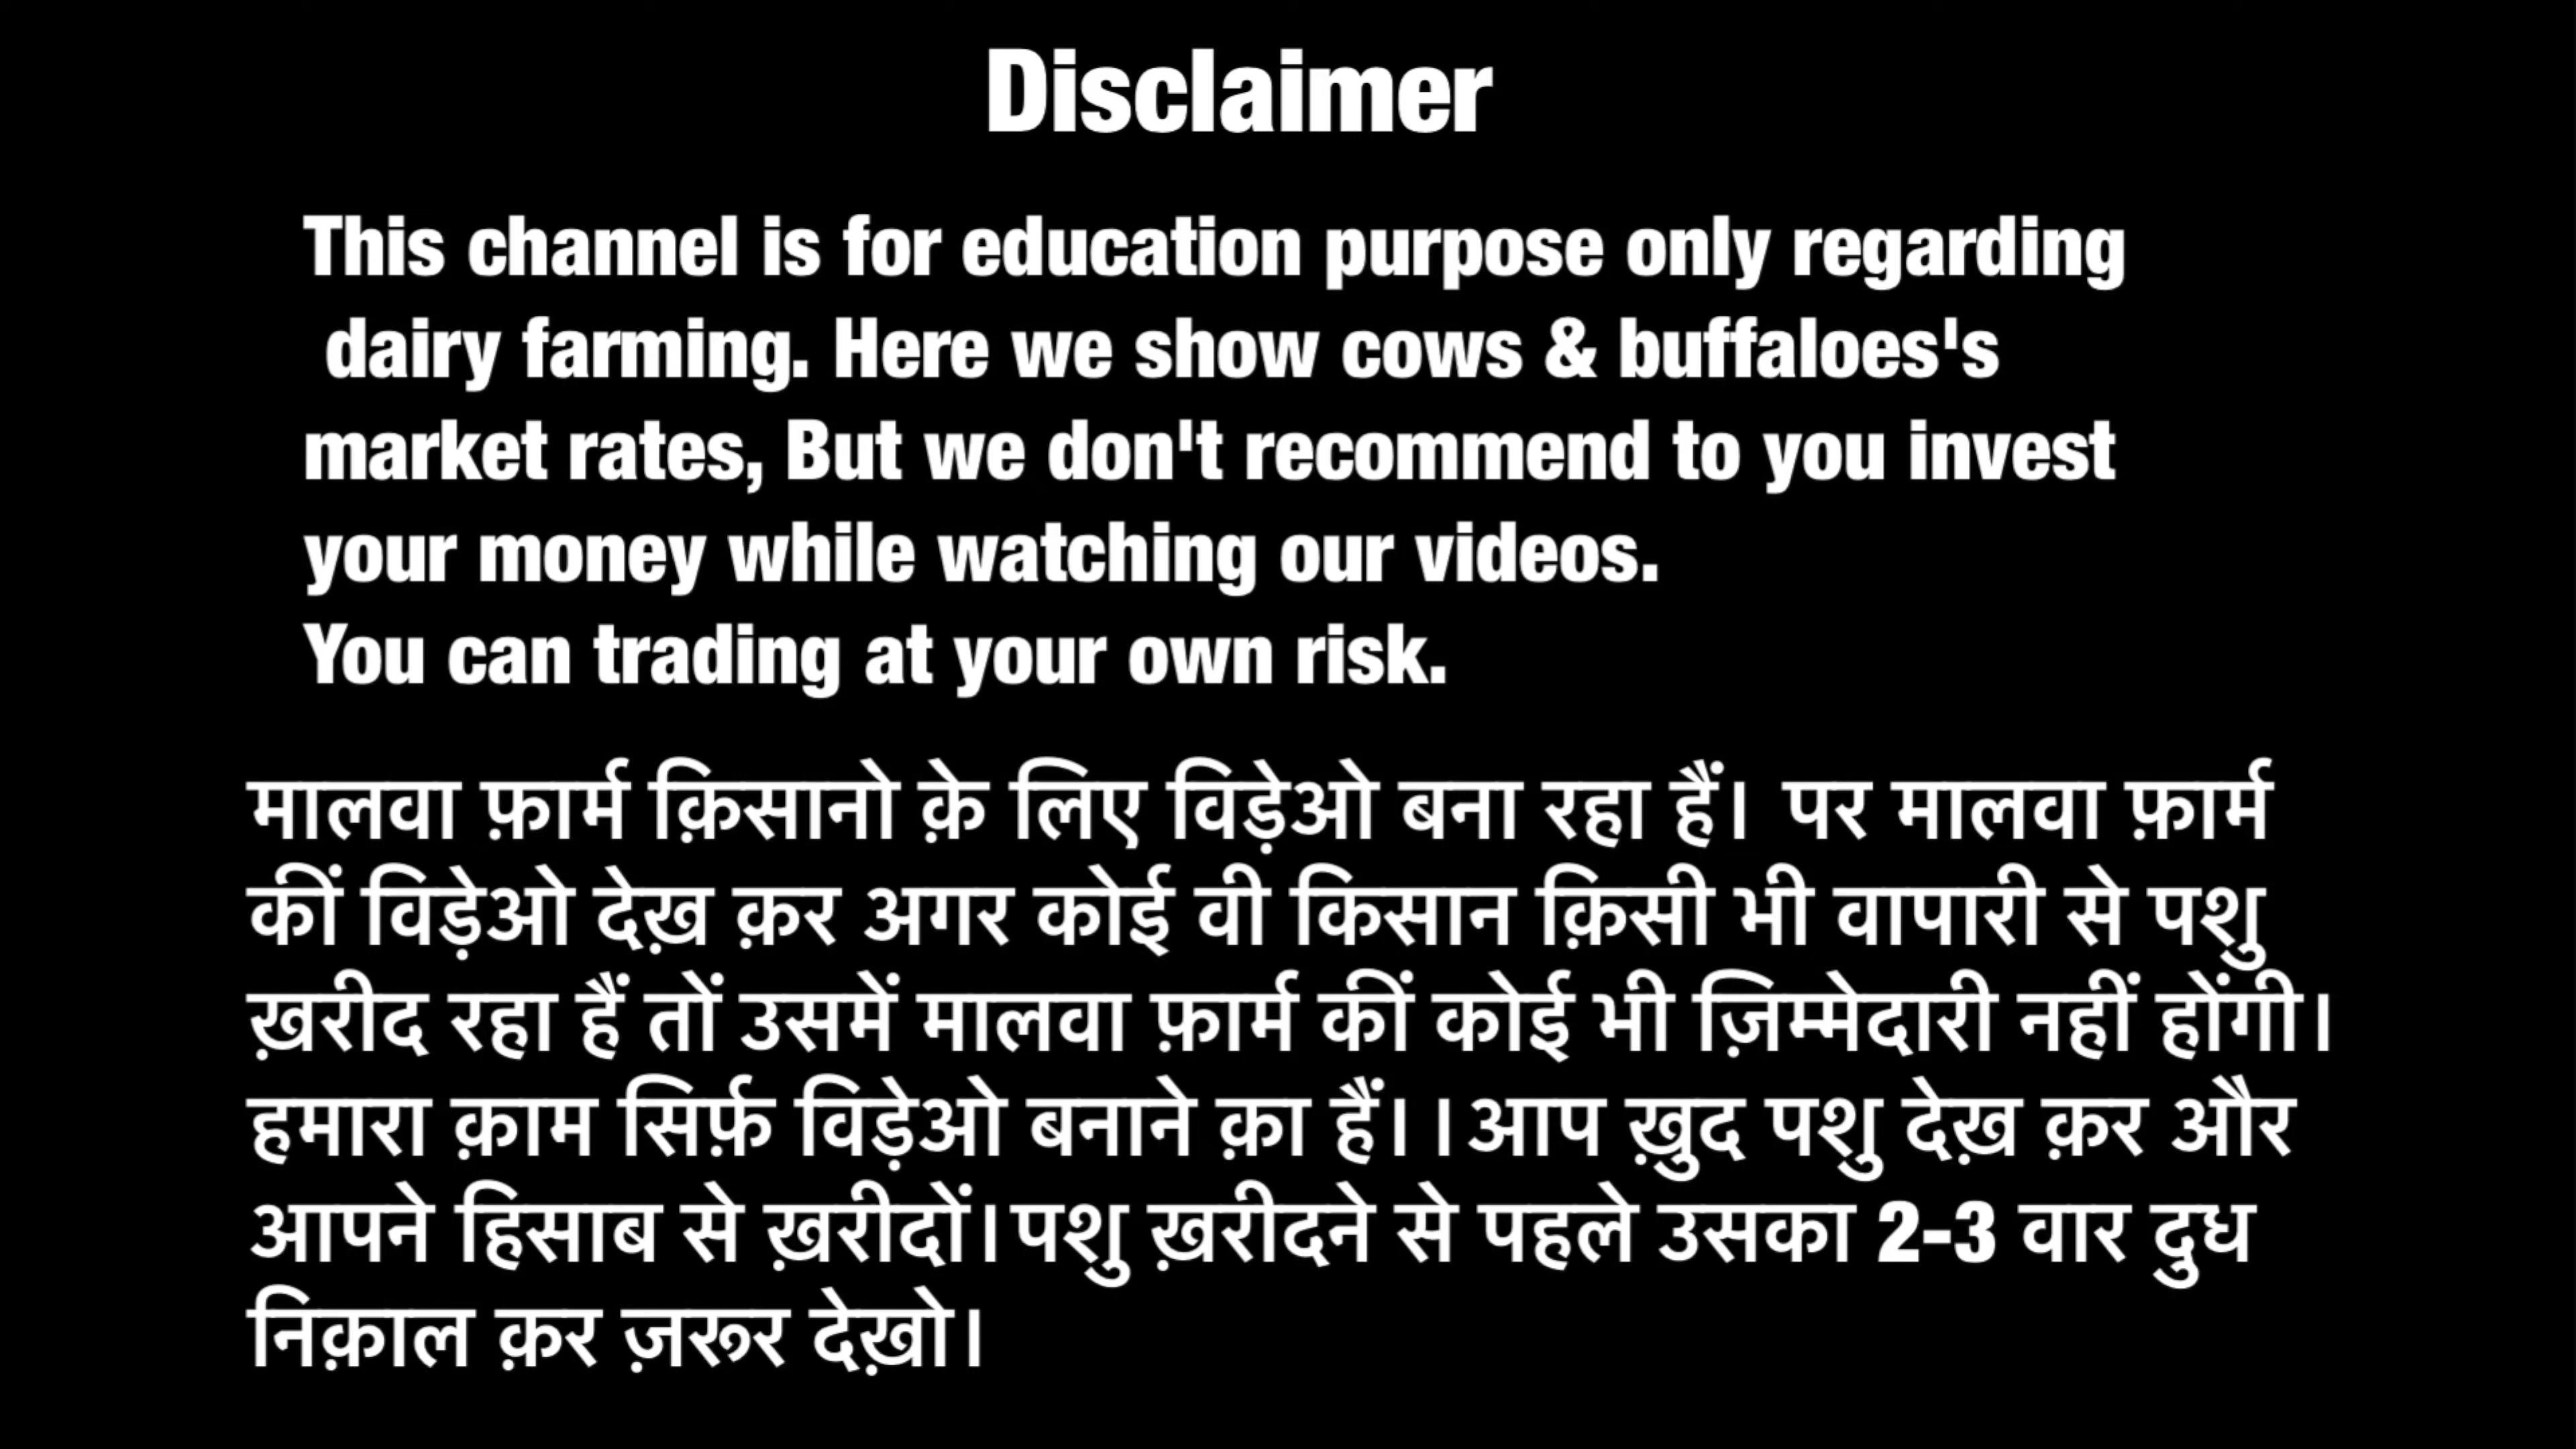 Disclaimer
This channel is for education purpose only regarding
dairy farming. Here we show cows & buffaloes's
market rates, But we don't recommend to you invest
your money while watching our videos.
You can trading at your own risk.
मालवा फ़ार्म क़िसानो क़े लिए विड़ेओ बना रहा हैं। पर मालवा फ़ार्म
कीं विड़ेओ देख़ क़र अगर कोई वी किसान क़िसी भी वापारी से पशु
ख़रीद रहा हैं तों उसमें मालवा फ़ार्म कीं कोई भी ज़िम्मेदारी नहीं होंगी।
हमारा क़ाम सिर्फ़ विड़ेओ बनाने क़ा हैं।।आप ख़ुद पशु देख़ क़र और
आपने हिसाब से ख़रीदों।पशु ख़रीदने से पहले उसका 2-3 वार दुध
निक़ाल क़र ज़रूर देख़ो।